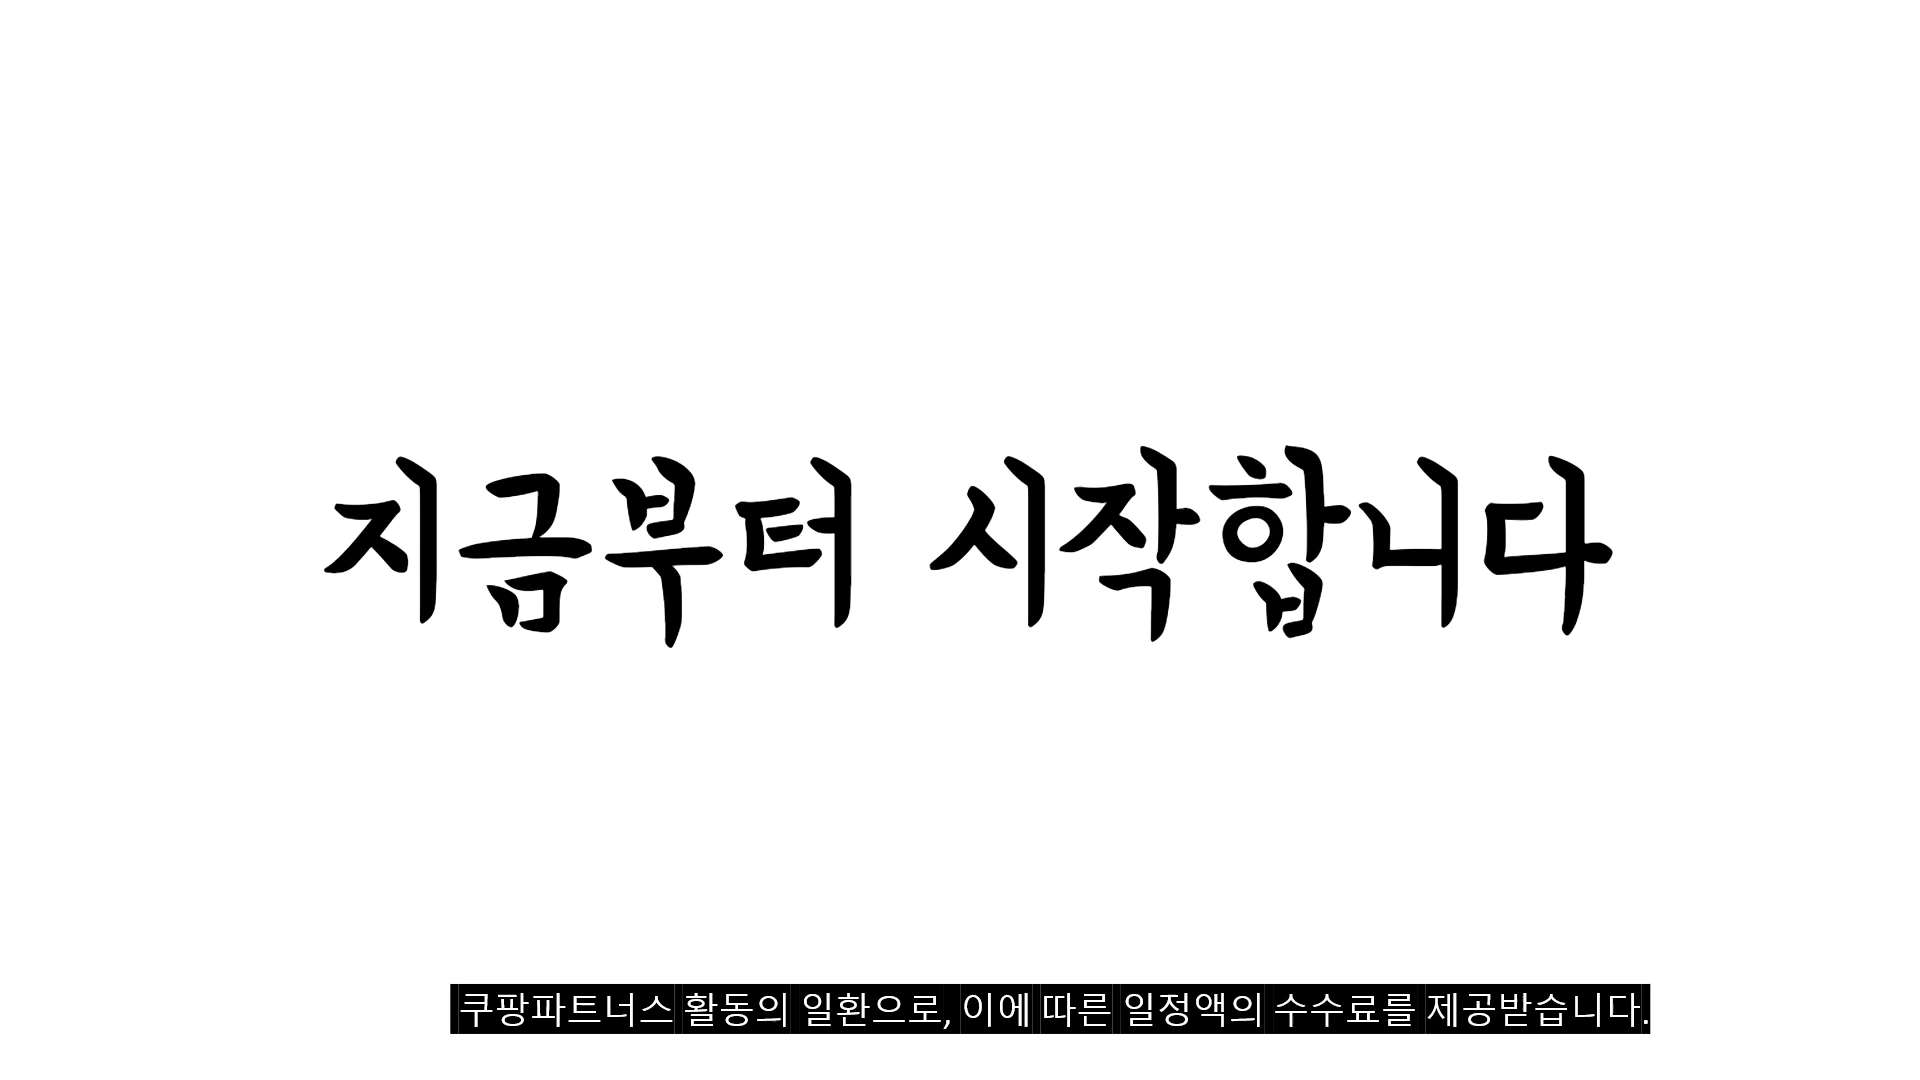 지금부터 시작합니다
쿠팡파트너스 활동의 일환으로, 이에 따른 일정액의 수수료를 제공받습니다.